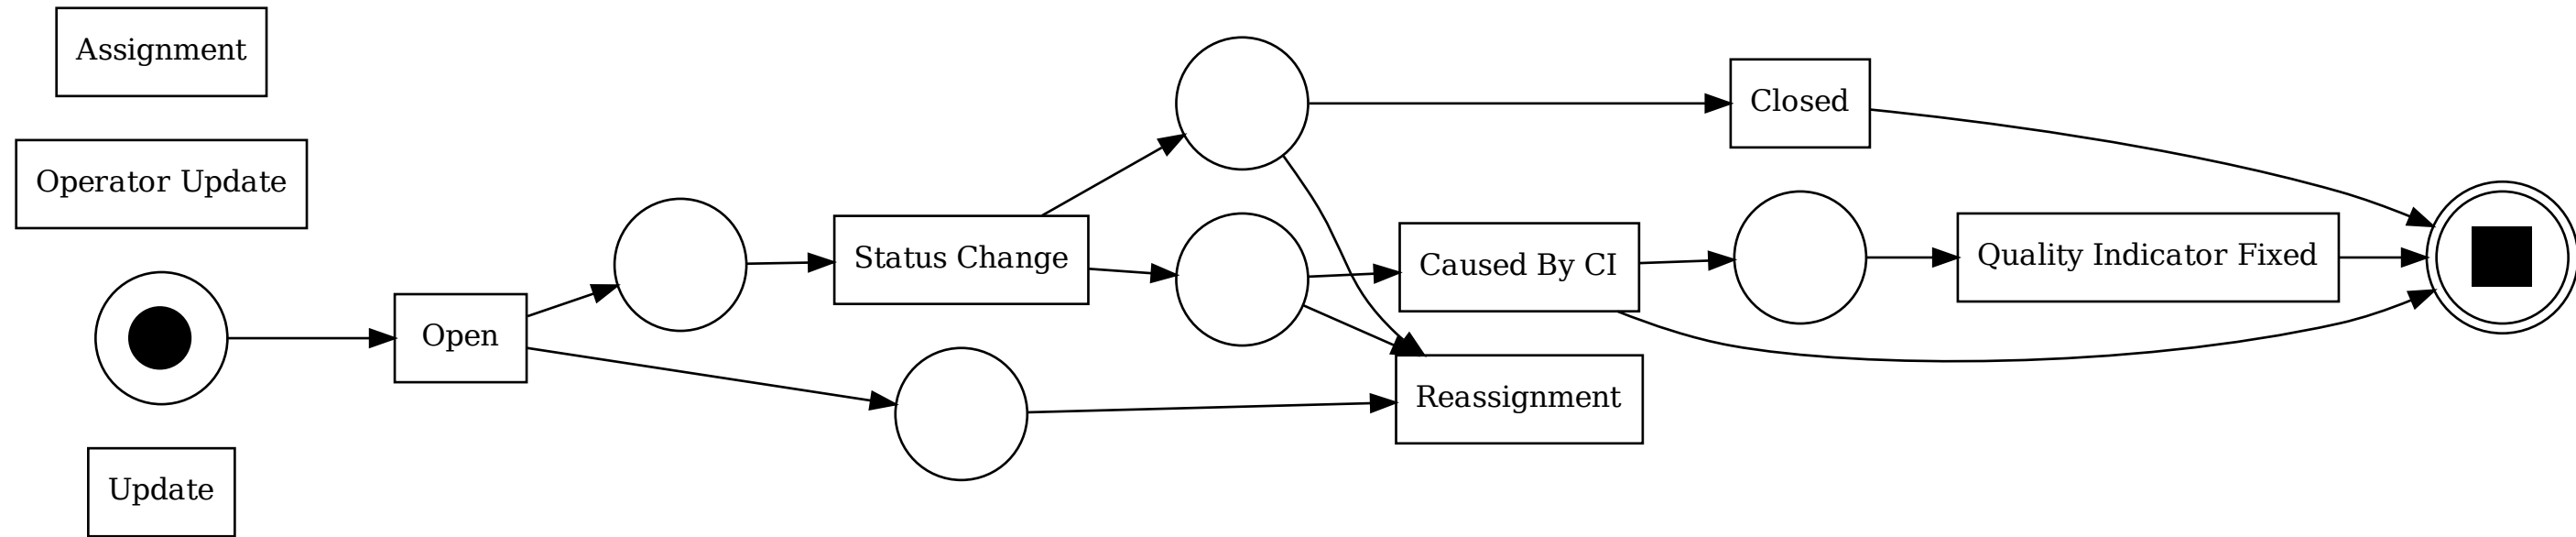 Assignment
Operator Update
Update
Open
Status Change
Closed
Caused By CI
Reassignment
Quality Indicator Fixed